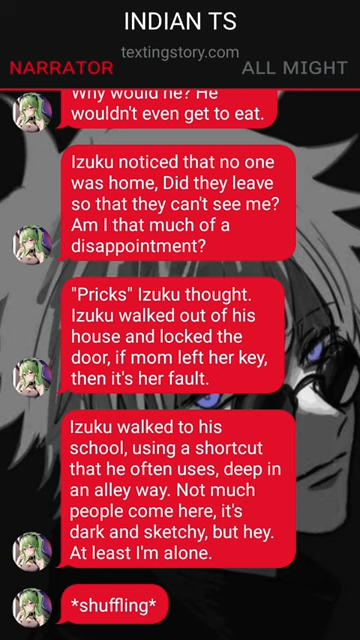 INDIAN TS
textingstory.com
NARRATOR
ALL MIGHT
Why would he? He
wouldn't even get to eat.
Izuku noticed that no one
was home, Did they leave
so that they can't see me?
Am I that much of a
disappointment?
"Pricks" Izuku thought.
Izuku walked out of his
house and locked the
door, if mom left her key,
then it's her fault.
Izuku walked to his
school, using a shortcut
that he often uses, deep in
an alley way. Not much
people come here, it's
dark and sketchy, but hey.
At least I'm alone.
*shuffling*